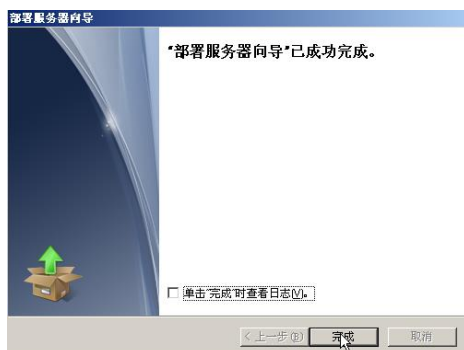 部署服务器向导
“部署服务器向导”已成功完成。
单击“完成”时查看日志(V)。
< 上一步(B)
完成
取消